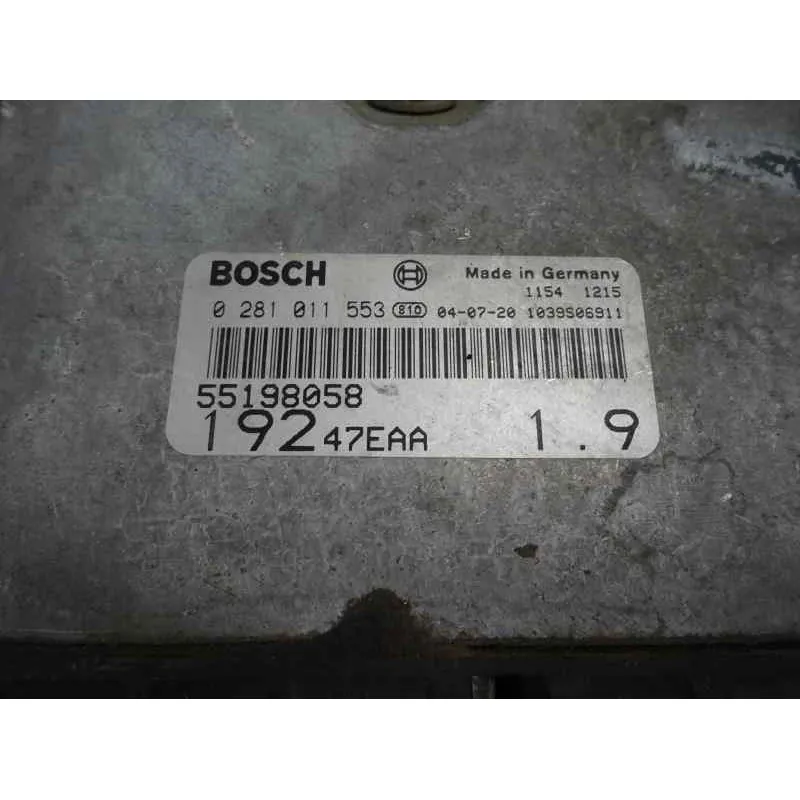 BOSCH Made in Germany
1154 1215
0 281 011 553 810 04-07-20 1039S06911
55198058
192 47EAA 1.9